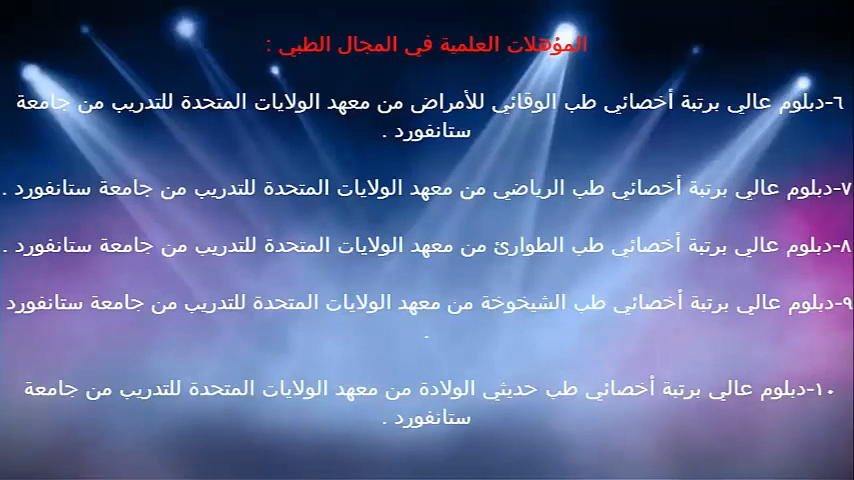 المؤهلات العلمية في المجال الطبي :
٦-دبلوم عالي برتبة أخصائي طب الوقائي للأمراض من معهد الولايات المتحدة للتدريب من جامعة
ستانفورد .
٧-دبلوم عالي برتبة أخصائي طب الرياضي من معهد الولايات المتحدة للتدريب من جامعة ستانفورد .
٨-دبلوم عالي برتبة أخصائي طب الطوارئ من معهد الولايات المتحدة للتدريب من جامعة ستانفورد .
٩-دبلوم عالي برتبة أخصائي طب الشيخوخة من معهد الولايات المتحدة للتدريب من جامعة ستانفورد
.
١٠-دبلوم عالي برتبة أخصائي طب حديثي الولادة من معهد الولايات المتحدة للتدريب من جامعة
ستانفورد .